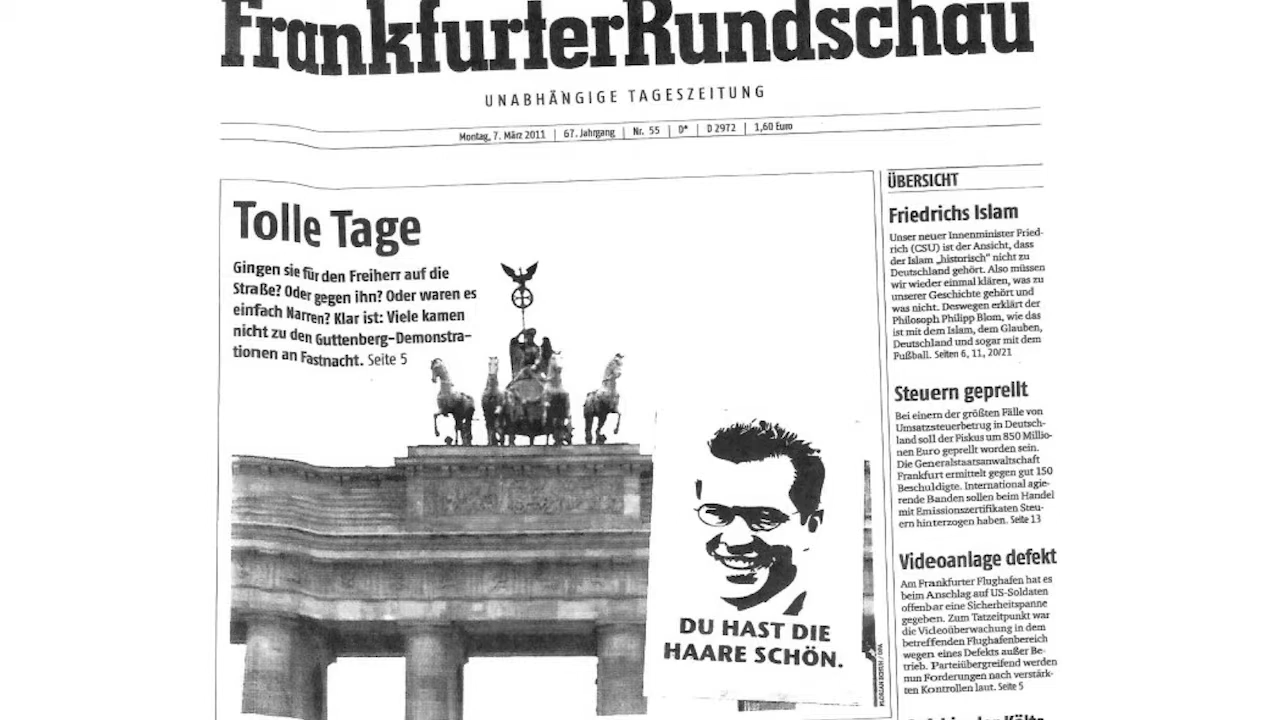 FrankfurterRundschau
UNABHÄNGIGE TAGESZEITUNG
Montag, 7. März 2011 | 67. Jahrgang | Nr. 55 | D* | D 2972 | 1,60 Euro
Tolle Tage
Gingen sie für den Freiherr auf die
Straße? Oder gegen ihn? Oder waren es
einfach Narren? Klar ist: Viele kamen
nicht zu den Guttenberg-Demonstra-
tionen an Fastnacht. Seite 5
DU HAST DIE
HAARE SCHÖN.
ÜBERSICHT
Friedrichs Islam
Unser neuer Innenminister Fried-
rich (CSU) ist der Ansicht, dass
der Islam „historisch“ nicht zu
Deutschland gehört. Also müssen
wir wieder einmal klären, was zu
unserer Geschichte gehört und
was nicht. Deswegen erklärt der
Philosoph Philipp Blom, wie das
ist mit dem Islam, dem Glauben,
Deutschland und sogar mit dem
Fußball. Seiten 6, 11, 20/21
Steuern geprellt
Bei einem der größten Fälle von
Umsatzsteuerbetrug in Deutsch-
land soll der Fiskus um 850 Millio-
nen Euro geprellt worden sein.
Die Generalstaatsanwaltschaft
Frankfurt ermittelt gegen gut 150
Beschuldigte. International agie-
rende Banden sollen beim Handel
mit Emissionszertifikaten Steu-
ern hinterzogen haben. Seite 13
Videoanlage defekt
Am Frankfurter Flughafen hat es
beim Anschlag auf US-Soldaten
offenbar eine Sicherheitspanne
gegeben. Zum Tatzeitpunkt war
die Videoüberwachung in dem
betreffenden Flughafenbereich
wegen eines Defekts außer Be-
trieb. Parteiübergreifend werden
nun Forderungen nach verstärk-
ten Kontrollen laut. Seite 5